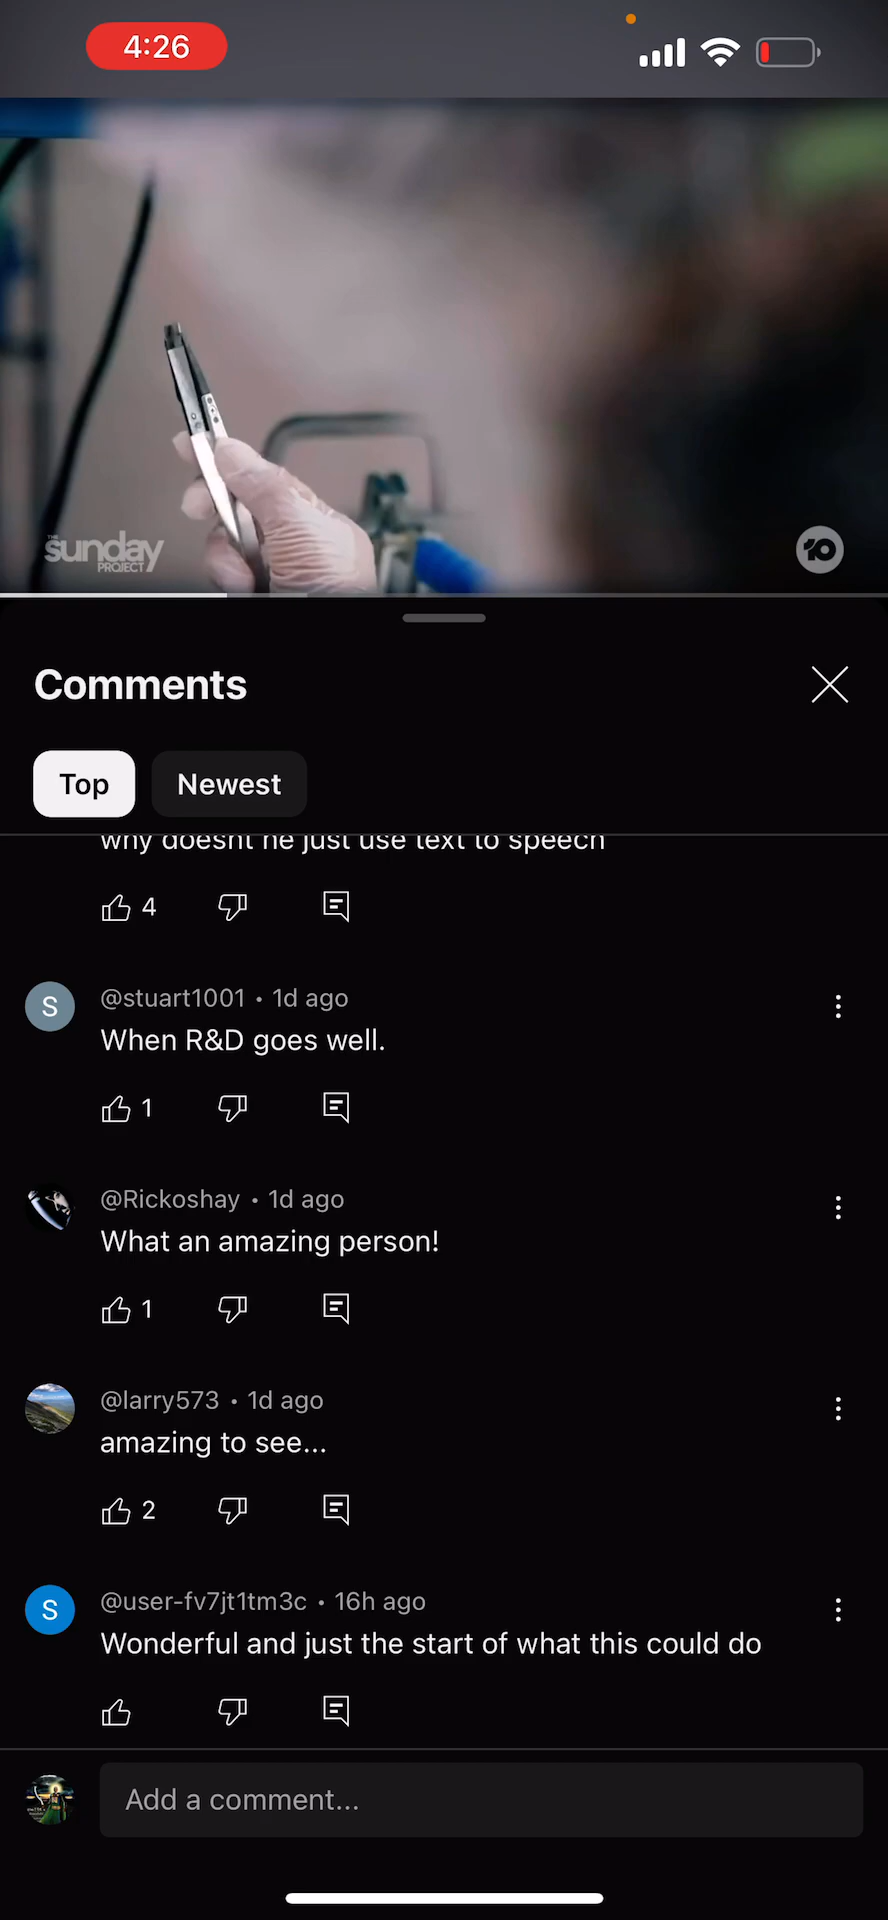 4:26
THE
sunday
PROJECT
10
Comments
Top
Newest
why doesnt he just use text to speech
4
S
@stuart1001 • 1d ago
When R&D goes well.
1
@Rickoshay • 1d ago
What an amazing person!
1
@larry573 • 1d ago
amazing to see...
2
S
@user-fv7jt1tm3c • 16h ago
Wonderful and just the start of what this could do
Add a comment...